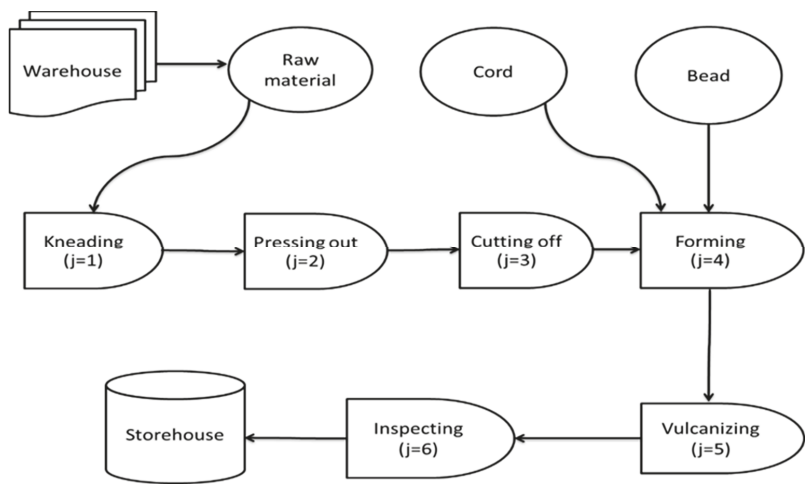 Warehouse
Raw
material
Cord
Bead
Kneading
(j=1)
Pressing out
(j=2)
Cutting off
(j=3)
Forming
(j=4)
Storehouse
Inspecting
(j=6)
Vulcanizing
(j=5)